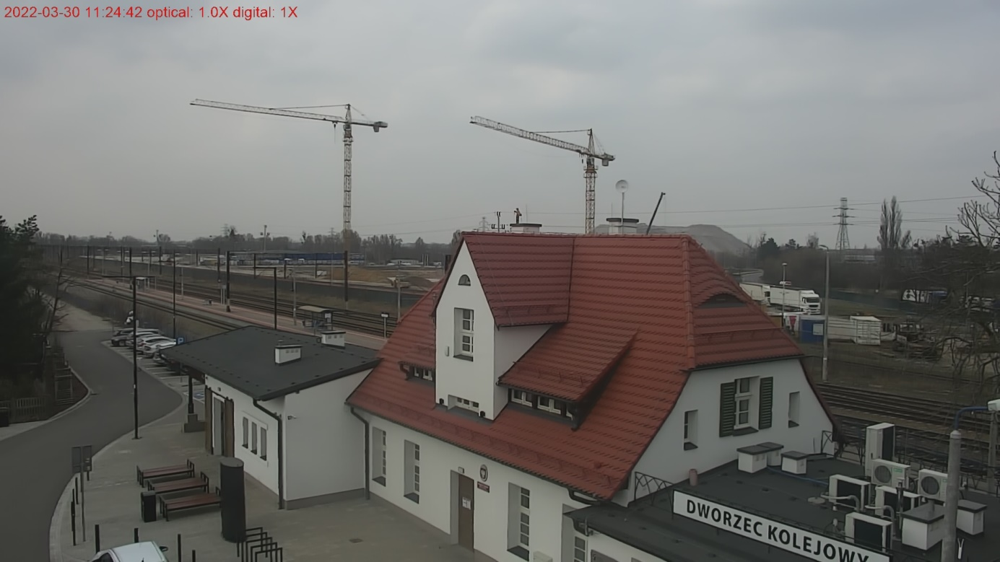 2022-03-30 11:24:42 optical: 1.0X digital: 1X
DWORZEC KOLEJOWY